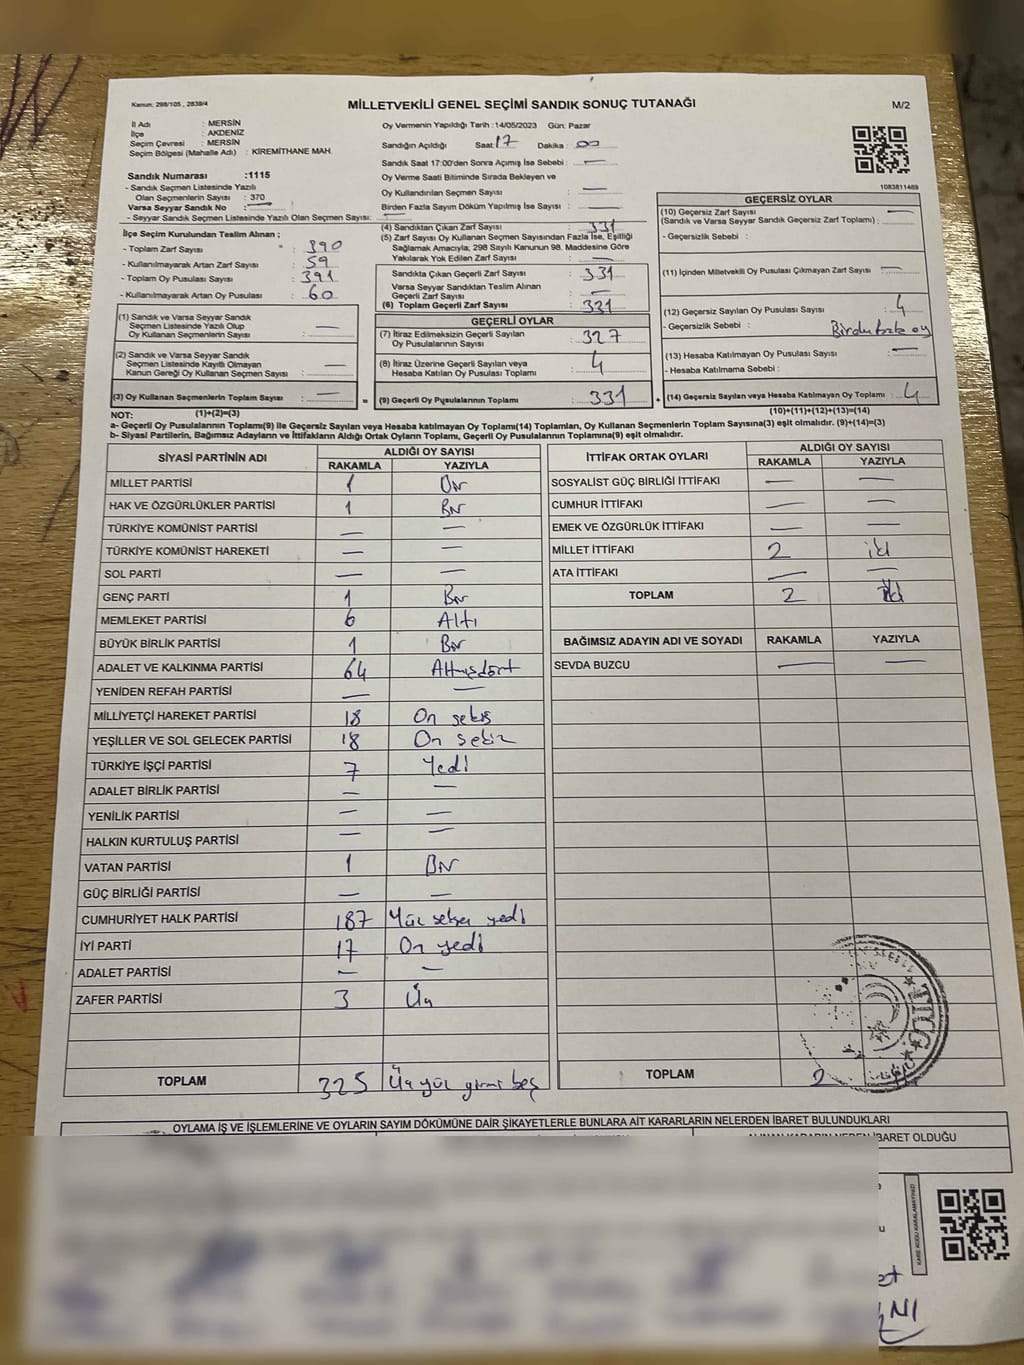 Kanun; 298/105 , 2839/4
MİLLETVEKİLİ GENEL SEÇİMİ SANDIK SONUÇ TUTANAĞI
M/2
İl Adı : MERSİN
İlçe : AKDENİZ
Seçim Çevresi : MERSİN
Seçim Bölgesi (Mahalle Adı) : KİREMİTHANE MAH.
Oy Vermenin Yapıldığı Tarih : 14/05/2023 Gün: Pazar
Sandığın Açıldığı Saat: 17 Dakika : 00
Sandık Saat 17:00'den Sonra Açımış İse Sebebi : —
Oy Verme Saati Bitiminde Sırada Bekleyen ve
Oy Kullandırılan Seçmen Sayısı : —
Birden Fazla Sayım Döküm Yapılmış İse Sayısı : —
Sandık Numarası :1115
- Sandık Seçmen Listesinde Yazılı
Olan Seçmenlerin Sayısı : 370
Varsa Seyyar Sandık No : —
- Seyyar Sandık Seçmen Listesinde Yazılı Olan Seçmen Sayısı: —
1083811469
İlçe Seçim Kurulundan Teslim Alınan ;
- Toplam Zarf Sayısı : 390
- Kullanılmayarak Artan Zarf Sayısı : 59
- Toplam Oy Pusulası Sayısı : 391
- Kullanılmayarak Artan Oy Pusulası : 60
(1) Sandık ve Varsa Seyyar Sandık
Seçmen Listesinde Yazılı Olup
Oy Kullanan Seçmenlerin Sayısı : —
(2) Sandık ve Varsa Seyyar Sandık
Seçmen Listesinde Kayıtlı Olmayan
Kanun Gereği Oy Kullanan Seçmen Sayısı : —
(3) Oy Kullanan Seçmenlerin Toplam Sayısı : —
(4) Sandıktan Çıkan Zarf Sayısı : 331
(5) Zarf Sayısı Oy Kullanan Seçmen Sayısından Fazla İse, Eşitliği
Sağlamak Amacıyla, 298 Sayılı Kanunun 98. Maddesine Göre
Yakılarak Yok Edilen Zarf Sayısı : —
Sandıkta Çıkan Geçerli Zarf Sayısı : 331
Varsa Seyyar Sandıktan Teslim Alınan
Geçerli Zarf Sayısı : —
(6) Toplam Geçerli Zarf Sayısı : 331
GEÇERLİ OYLAR
(7) İtiraz Edilmeksizin Geçerli Sayılan
Oy Pusulalarının Sayısı : 327
(8) İtiraz Üzerine Geçerli Sayılan veya
Hesaba Katılan Oy Pusulası Toplamı : 4
= (9) Geçerli Oy Pusulalarının Toplamı : 331
GEÇERSİZ OYLAR
(10) Geçersiz Zarf Sayısı : —
(Sandık ve Varsa Seyyar Sandık Geçersiz Zarf Toplamı) :
- Geçersizlik Sebebi :
(11) İçinden Milletvekili Oy Pusulası Çıkmayan Zarf Sayısı : —
(12) Geçersiz Sayılan Oy Pusulası Sayısı : 4
- Geçersizlik Sebebi : oy
(13) Hesaba Katılmayan Oy Pusulası Sayısı : —
- Hesaba Katılmama Sebebi :
+ (14) Geçersiz Sayılan veya Hesaba Katılmayan Oy Toplamı : 4
NOT: (1)+(2)=(3) (10)+(11)+(12)+(13)=(14)
a- Geçerli Oy Pusulasının Toplamı(9) ile Geçersiz Sayılan veya Hesaba katılmayan Oy Toplamı(14) Toplamları, Oy Kullanan Seçmenlerin Toplam Sayısına(3) eşit olmalıdır. (9)+(14)=(3)
b- Siyasi Partilerin, Bağımsız Adayların ve İttifakların Aldığı Ortak Oyların Toplamı, Geçerli Oy Pusulalarının Toplamına(9) eşit olmalıdır.
SİYASİ PARTİNİN ADI ALDIĞI OY SAYISI
RAKAMLA YAZIYLA
MİLLET PARTİSİ 1 Bir
HAK VE ÖZGÜRLÜKLER PARTİSİ 1 Bir
TÜRKİYE KOMÜNİST PARTİSİ — —
TÜRKİYE KOMÜNİST HAREKETİ — —
SOL PARTİ — —
GENÇ PARTİ 1 Bir
MEMLEKET PARTİSİ 6 Altı
BÜYÜK BİRLİK PARTİSİ 1 Bir
ADALET VE KALKINMA PARTİSİ 64 Altmışdört
YENİDEN REFAH PARTİSİ — —
MİLLİYETÇİ HAREKET PARTİSİ 18 On sekiz
YEŞİLLER VE SOL GELECEK PARTİSİ 18 On sekiz
TÜRKİYE İŞÇİ PARTİSİ 7 Yedi
ADALET BİRLİK PARTİSİ — —
YENİLİK PARTİSİ — —
HALKIN KURTULUŞ PARTİSİ — —
VATAN PARTİSİ 1 Bir
GÜÇ BİRLİĞİ PARTİSİ — —
CUMHURİYET HALK PARTİSİ 187 Yüz seksen yedi
İYİ PARTİ 17 On yedi
ADALET PARTİSİ — —
ZAFER PARTİSİ 3 Üç
TOPLAM 325 Üç yüz yirmi beş
İTTİFAK ORTAK OYLARI ALDIĞI OY SAYISI
RAKAMLA YAZIYLA
SOSYALİST GÜÇ BİRLİĞİ İTTİFAKI — —
CUMHUR İTTİFAKI — —
EMEK VE ÖZGÜRLÜK İTTİFAKI — —
MİLLET İTTİFAKI 2 iki
ATA İTTİFAKI — —
TOPLAM 2 iki
BAĞIMSIZ ADAYIN ADI VE SOYADI RAKAMLA YAZIYLA
SEVDA BUZCU — —
TOPLAM 2
OYLAMA İŞ VE İŞLEMLERİNE VE OYLARIN SAYIM DÖKÜMÜNE DAİR ŞİKAYETLERLE BUNLARA AİT KARARLARIN NELERDEN İBARET BULUNDUKLARI
İBARET OLDUĞU
KARE KODU KARALAMAYINIZ!